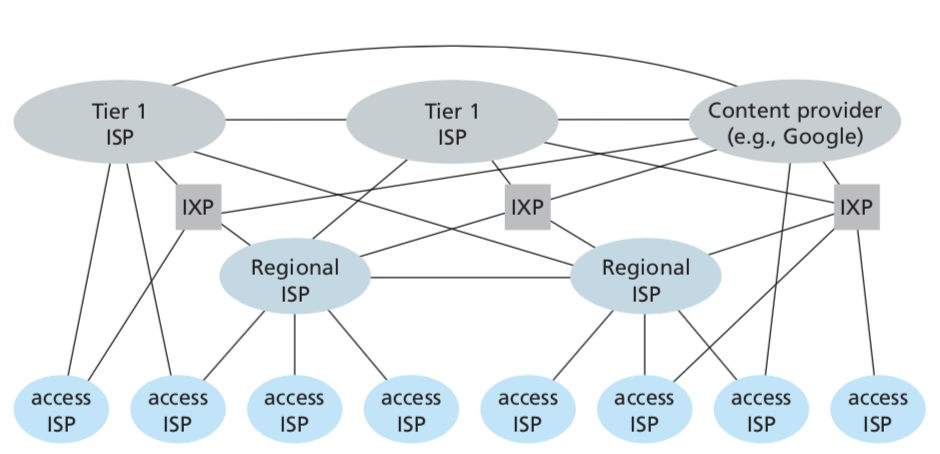 Tier 1
ISP
Tier 1
ISP
Content provider
(e.g., Google)
IXP
IXP
IXP
Regional
ISP
Regional
ISP
access
ISP
access
ISP
access
ISP
access
ISP
access
ISP
access
ISP
access
ISP
access
ISP